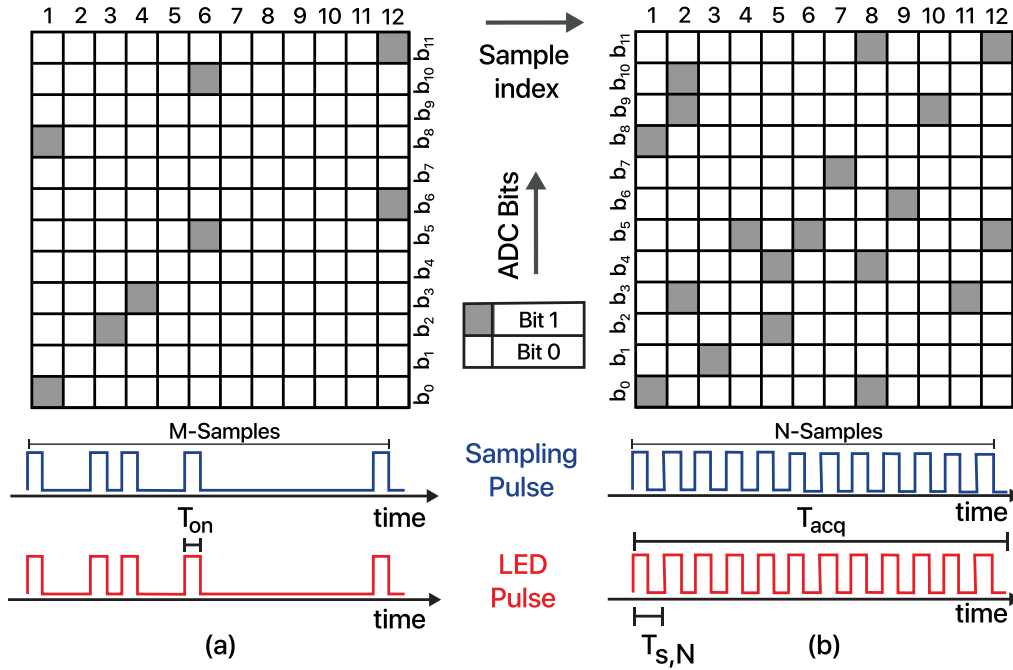 1 2 3 4 5 6 7 8 9 10 11 12
b11
b10
b9
b8
b7
b6
b5
b4
b3
b2
b1
b0
Sample
index
ADC Bits
Bit 1
Bit 0
1 2 3 4 5 6 7 8 9 10 11 12
b11
b10
b9
b8
b7
b6
b5
b4
b3
b2
b1
b0
M-Samples
time
Ton
time
(a)
Sampling
Pulse
LED
Pulse
N-Samples
time
Tacq
time
Ts,N
(b)